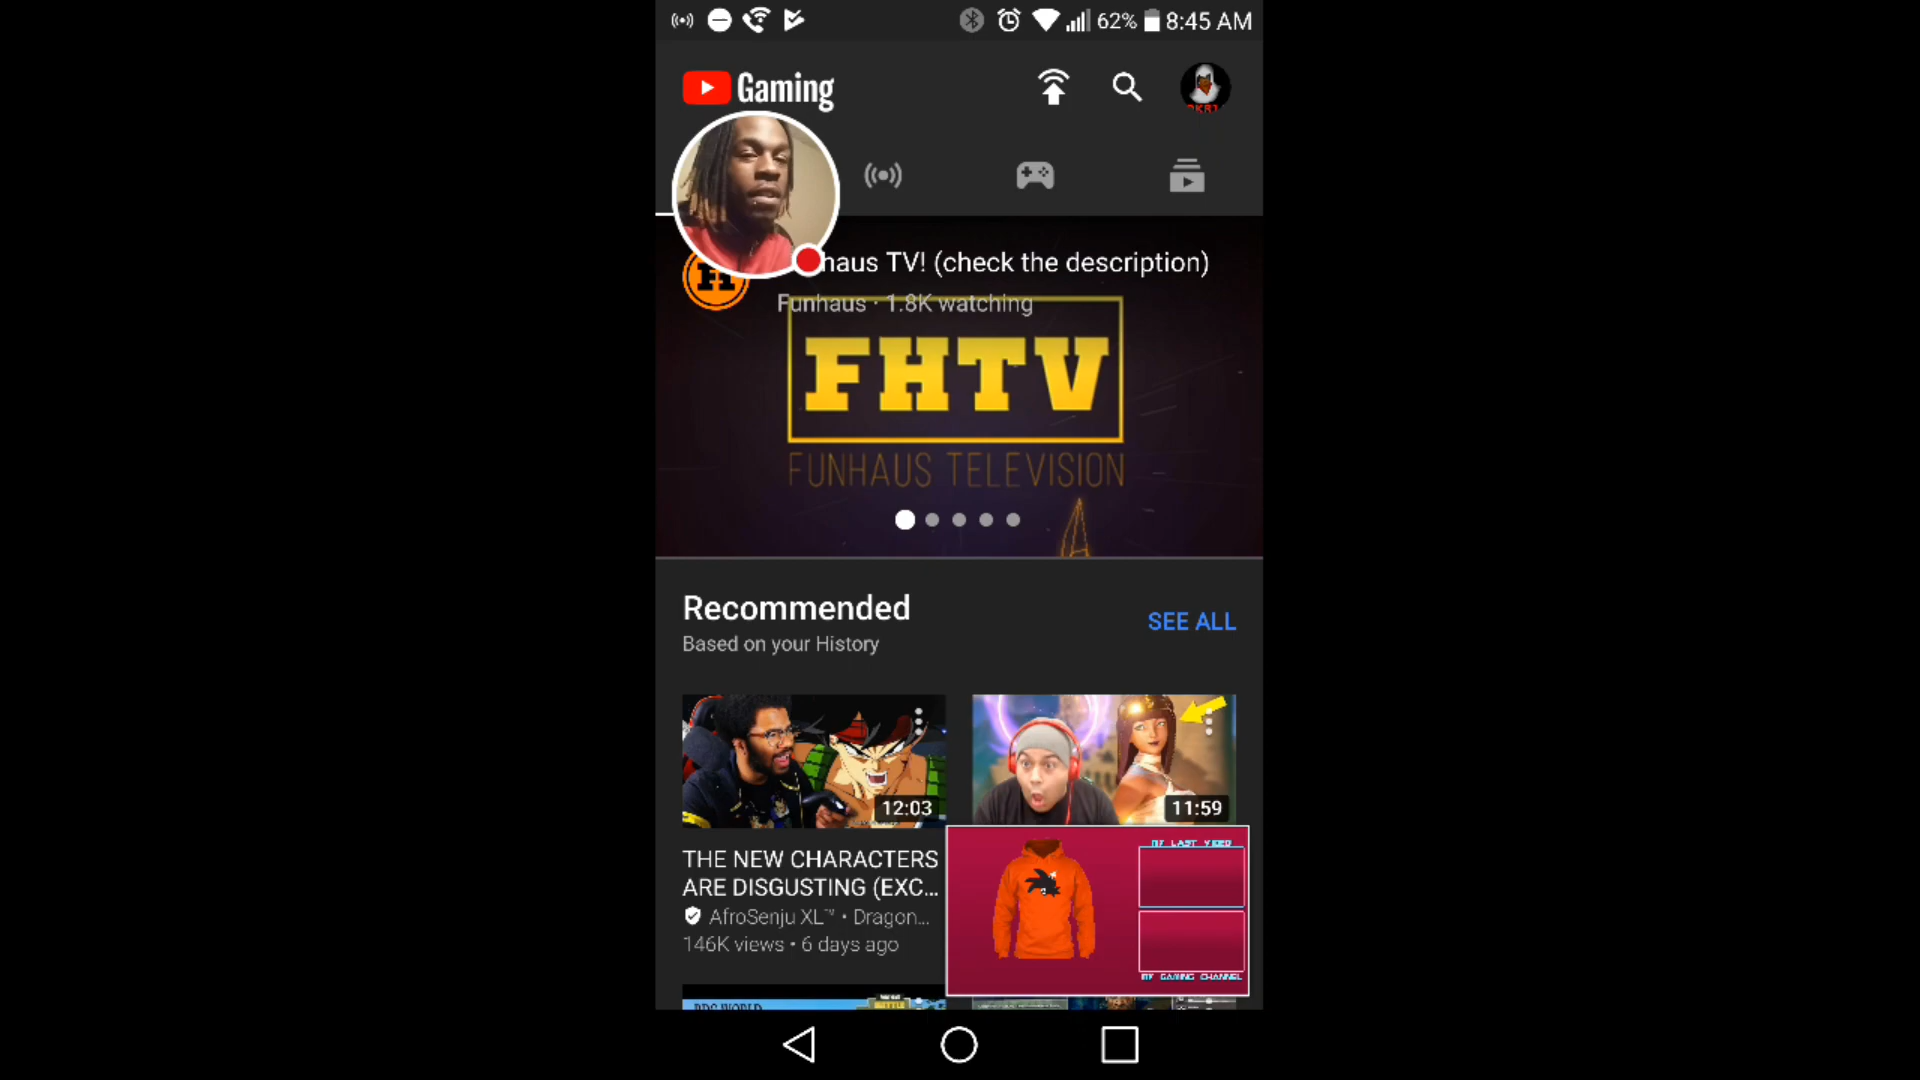 62% 8:45 AM
Gaming
haus TV! (check the description)
Funhaus · 1.8K watching
FHTV
FUNHAUS TELEVISION
Recommended
SEE ALL
Based on your History
12:03
11:59
THE NEW CHARACTERS
ARE DISGUSTING (EXC...
AfroSenju XL™ • Dragon...
146K views • 6 days ago
MY LAST VIDEO
MY GAMING CHANNEL